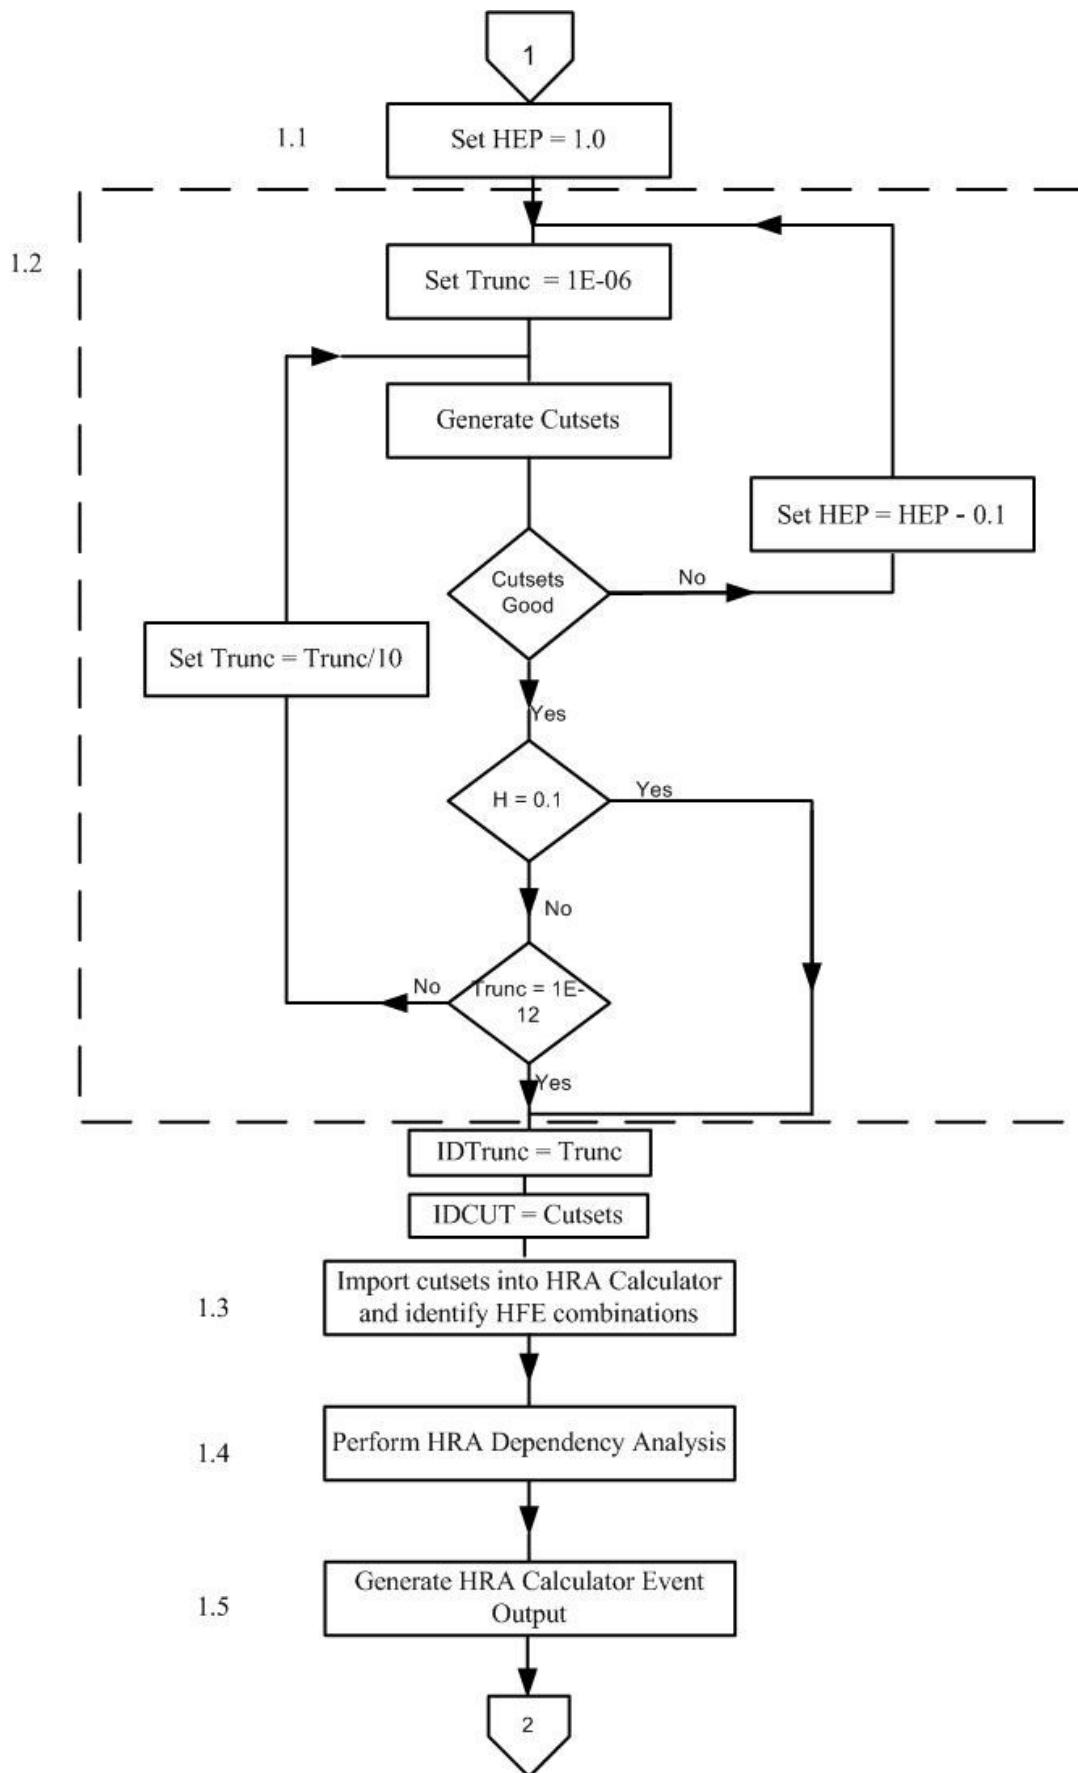 1
1.1
Set HEP = 1.0
1.2
Set Trunc = 1E-06
Generate Cutsets
Set HEP = HEP - 0.1
Cutsets
Good
No
Set Trunc = Trunc/10
Yes
H = 0.1
Yes
No
No
Trunc = 1E-
12
Yes
IDTrunc = Trunc
IDCUT = Cutsets
1.3
Import cutsets into HRA Calculator
and identify HFE combinations
1.4
Perform HRA Dependency Analysis
1.5
Generate HRA Calculator Event
Output
2